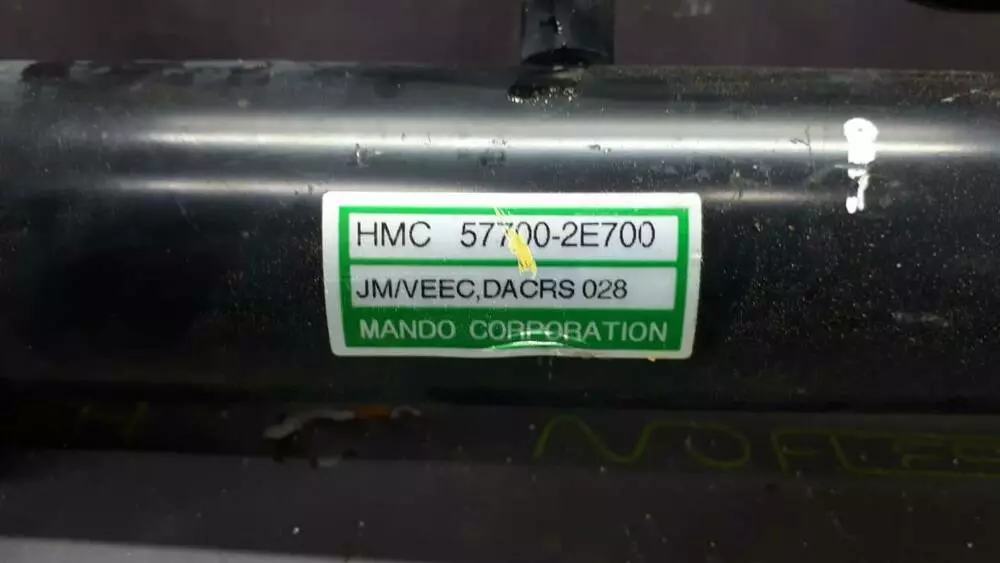 HMC 57700-2E700
JM/VEEC,DACRS 028
MANDO CORPORATION